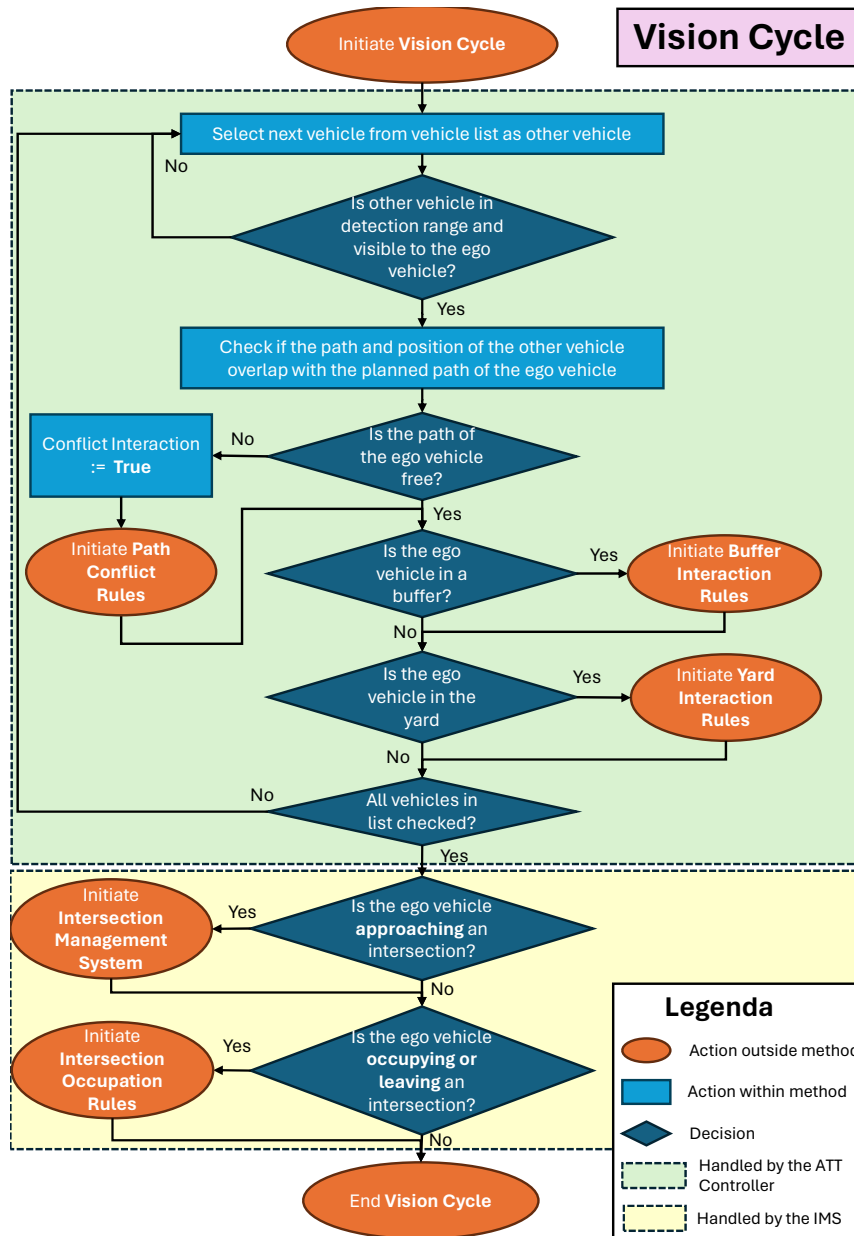 Initiate Vision Cycle
Vision Cycle
Select next vehicle from vehicle list as other vehicle
No
Is other vehicle in
detection range and
visible to the ego
vehicle?
Yes
Check if the path and position of the other vehicle
overlap with the planned path of the ego vehicle
Conflict Interaction
:= True
No
Is the path of
the ego vehicle
free?
Yes
Initiate Path
Conflict
Rules
Is the ego
vehicle in a
buffer?
Yes
Initiate Buffer
Interaction
Rules
No
Is the ego
vehicle in the
yard
Yes
Initiate Yard
Interaction
Rules
No
No
All vehicles in
list checked?
Yes
Initiate
Intersection
Management
System
Yes
Is the ego vehicle
approaching an
intersection?
No
Initiate
Intersection
Occupation
Rules
Yes
Is the ego vehicle
occupying or
leaving an
intersection?
No
End Vision Cycle
Legenda
Action outside method
Action within method
Decision
Handled by the ATT
Controller
Handled by the IMS